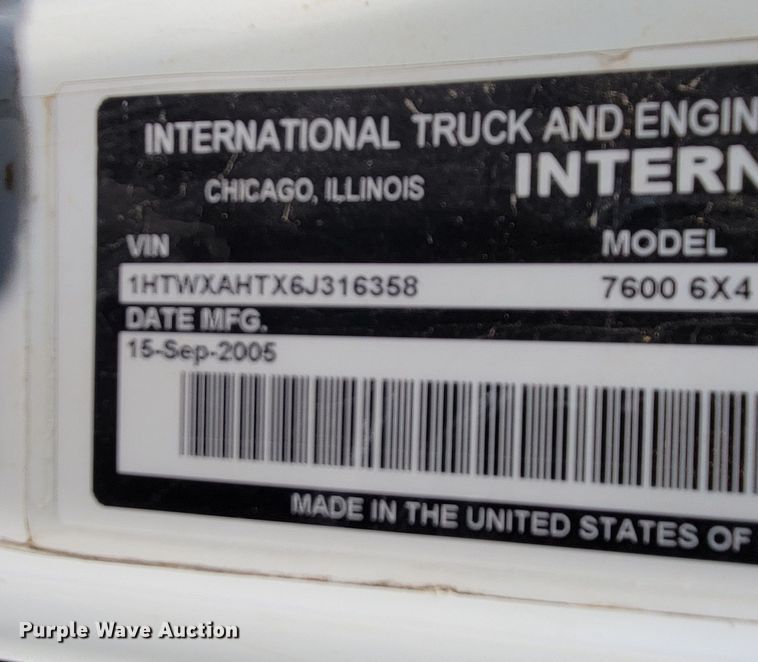 INTERNATIONAL TRUCK AND ENGIN
CHICAGO, ILLINOIS INTERN
VIN MODEL
1HTWXAHTX6J316358 7600 6X4
DATE MFG.
15-Sep-2005
MADE IN THE UNITED STATES OF
Purple Wave Auction